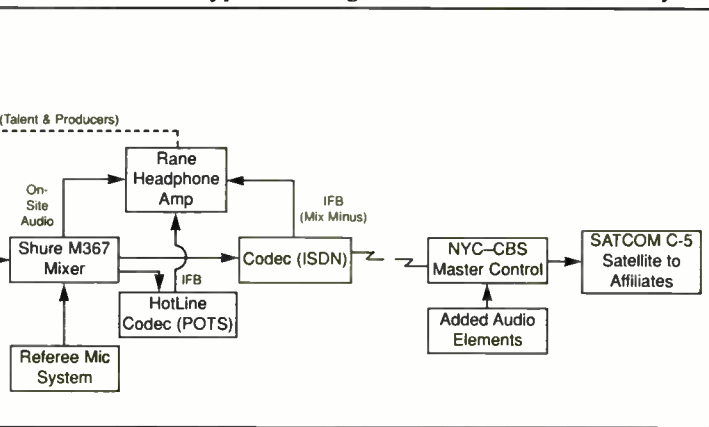 (Talent & Producers)
Rane
Headphone
Amp
On-
Site
Audio
IFB
(Mix Minus)
Shure M367
Mixer
Codec (ISDN)
NYC–CBS
Master Control
SATCOM C-5
Satellite to
Affiliates
IFB
HotLine
Codec (POTS)
Added Audio
Elements
Referee Mic
System